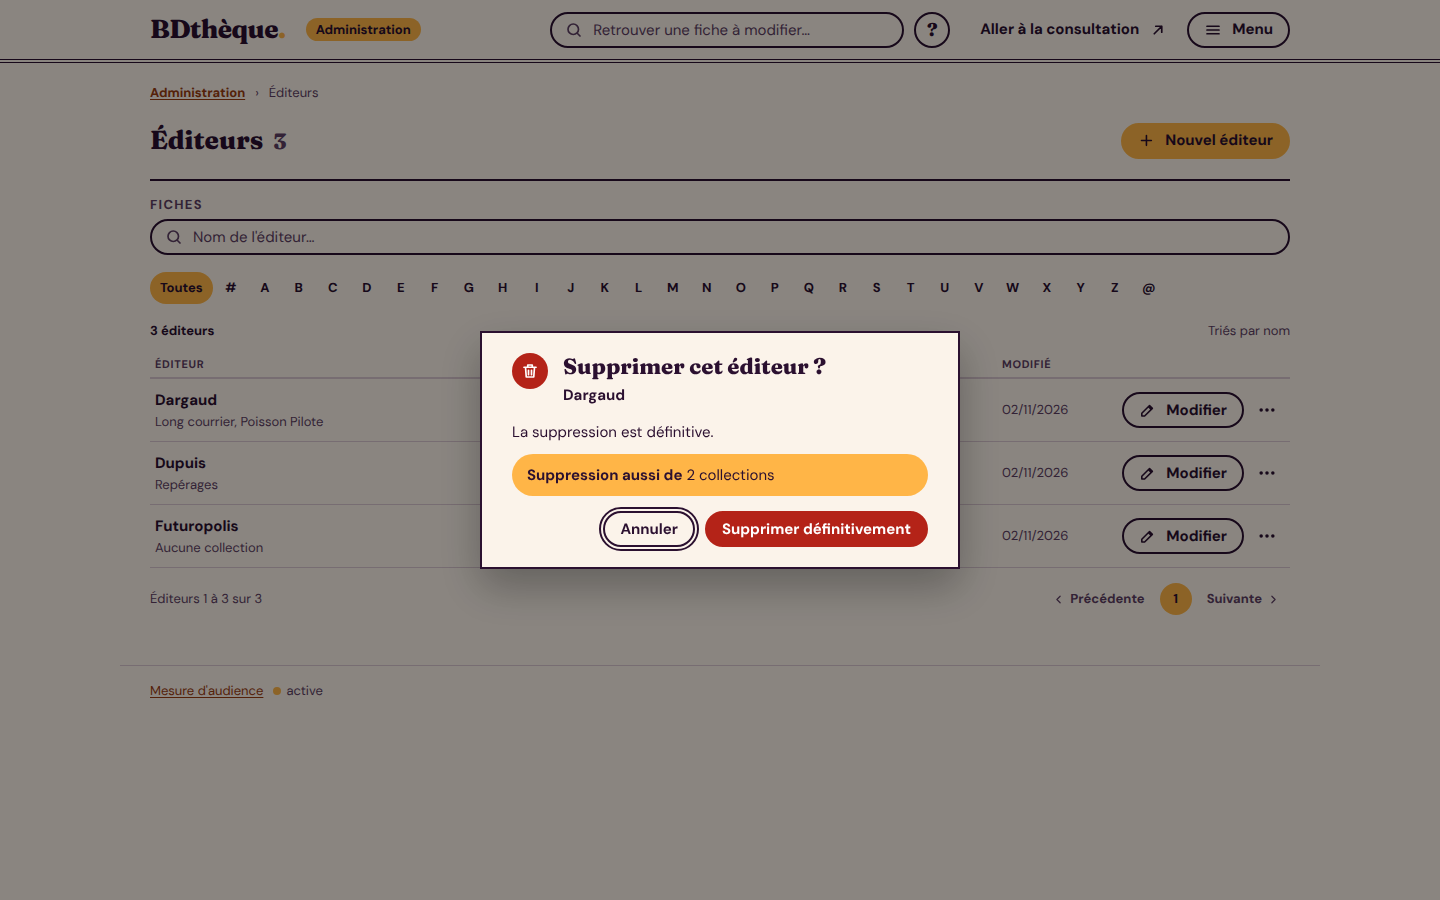 BDthèque.
Administration
Retrouver une fiche à modifier...
?
Aller à la consultation
Menu
Administration › Éditeurs
Éditeurs 3
Nouvel éditeur
FICHES
Nom de l'éditeur...
Toutes # A B C D E F G H I J K L M N O P Q R S T U V W X Y Z @
3 éditeurs
Triés par nom
ÉDITEUR
MODIFIÉ
Dargaud
Long courrier, Poisson Pilote
02/11/2026
Modifier
Dupuis
Repérages
02/11/2026
Modifier
Futuropolis
Aucune collection
02/11/2026
Modifier
Supprimer cet éditeur ?
Dargaud
La suppression est définitive.
Suppression aussi de 2 collections
Annuler
Supprimer définitivement
Éditeurs 1 à 3 sur 3
Précédente 1 Suivante
Mesure d'audience active